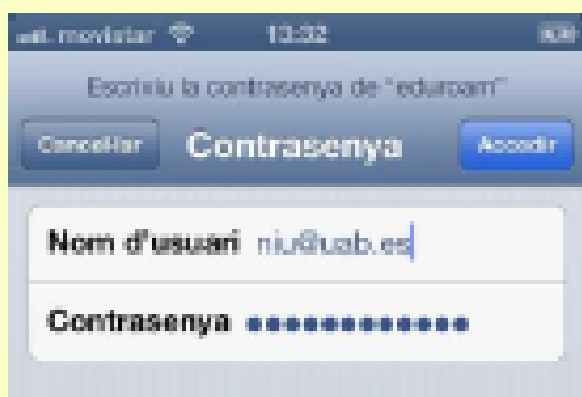 movistar 13:32
Escriviu la contrasenya de "eduroam"
Cancel·lar Contrasenya Accedir
Nom d'usuari niu@uab.es
Contrasenya ••••••••••••